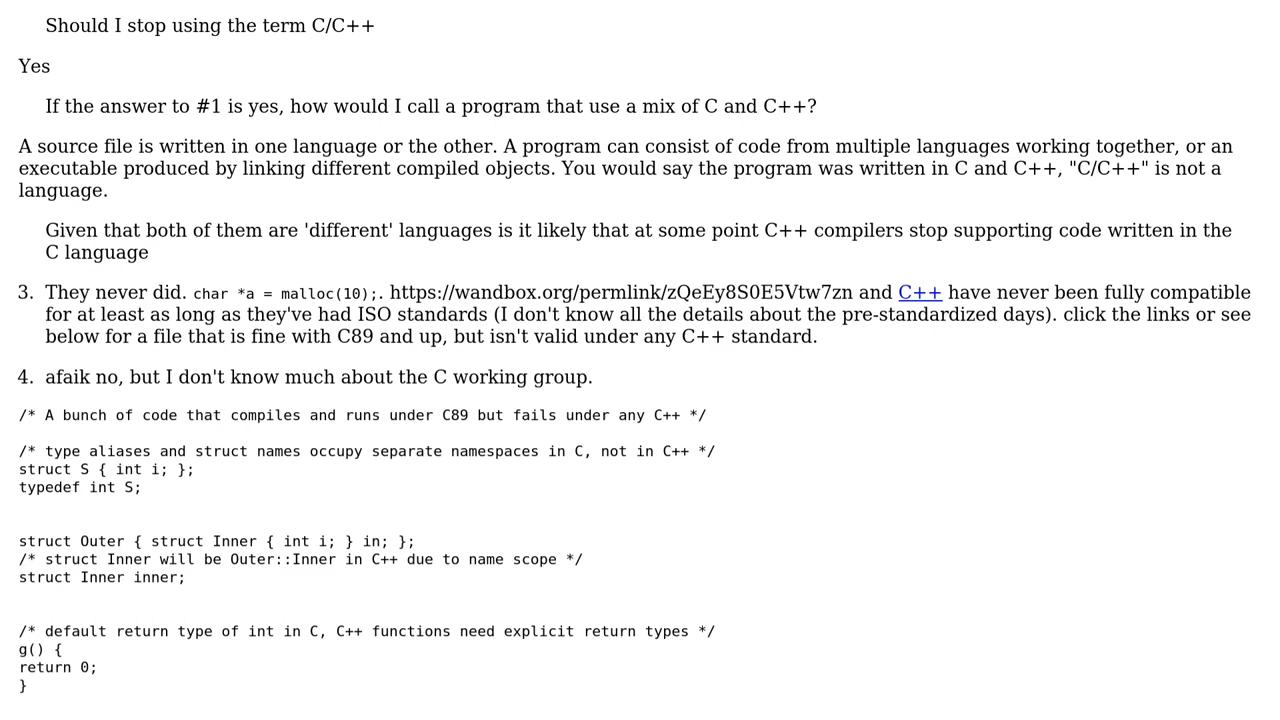 Should I stop using the term C/C++
Yes
If the answer to #1 is yes, how would I call a program that use a mix of C and C++?
A source file is written in one language or the other. A program can consist of code from multiple languages working together, or an
executable produced by linking different compiled objects. You would say the program was written in C and C++, "C/C++" is not a
language.
Given that both of them are 'different' languages is it likely that at some point C++ compilers stop supporting code written in the
C language
3. They never did. char *a = malloc(10);. https://wandbox.org/permlink/zQeEy8S0E5Vtw7zn and C++ have never been fully compatible
for at least as long as they've had ISO standards (I don't know all the details about the pre-standardized days). click the links or see
below for a file that is fine with C89 and up, but isn't valid under any C++ standard.
4. afaik no, but I don't know much about the C working group.
/* A bunch of code that compiles and runs under C89 but fails under any C++ */
/* type aliases and struct names occupy separate namespaces in C, not in C++ */
struct S { int i; };
typedef int S;
struct Outer { struct Inner { int i; } in; };
/* struct Inner will be Outer::Inner in C++ due to name scope */
struct Inner inner;
/* default return type of int in C, C++ functions need explicit return types */
g() {
return 0;
}